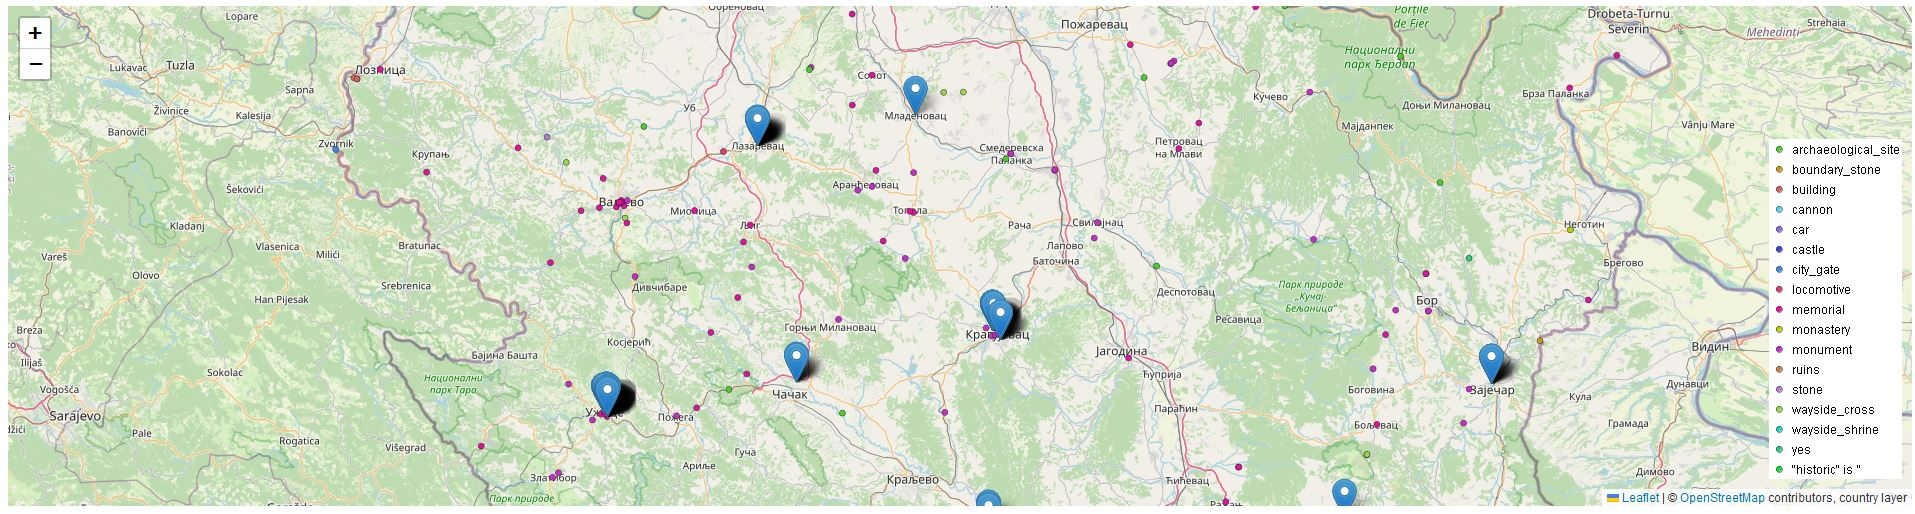 +
−
Lopare
Обреновац
Пожаревац
Porțile
de Fier
Drobeta-Turnu
Severin
Strehaia
Mehedinți
Lukavac
Tuzla
Лозница
Сопот
Национални
парк Ђердап
Sapna
Živinice
Kalesija
Уб
Младеновац
Кучево
Доњи Милановац
Брза Паланка
Banovići
Zvornik
Лазаревац
Смедеревска
Паланка
Петровац
на Млави
Мајданпек
Vânju Mare
Крупањ
Šekovići
Аранђеловац
Ваљево
Мионица
Топола
Kladanj
Љиг
Рача
Свилајнац
Неготин
Vlasenica
Bratunac
Лапово
Vareš
Milići
Баточина
Брегово
Olovo
Srebrenica
Дивчибаре
Деспотовац
Парк природе
„Кучај-
Бељаница“
Han Pijesak
Бор
Ресавица
Breza
Горњи Милановац
Крагујевац
Косјерић
Бајина Башта
Јагодина
Видин
Ilijaš
Sokolac
Национални
парк Тара
Ћуприја
Vogošća
Чачак
Боговина
Зајечар
Дунавци
Кула
Sarajevo
Ужице
Пожега
Параћин
Pale
Rogatica
Višegrad
Бољевац
Грамада
Гуча
Ариље
Златибор
Краљево
Ћићевац
Димово
Парк природе
Ражањ
archaeological_site
boundary_stone
building
cannon
car
castle
city_gate
locomotive
memorial
monastery
monument
ruins
stone
wayside_cross
wayside_shrine
yes
"historic" is ''
Leaflet | © OpenStreetMap contributors, country layer